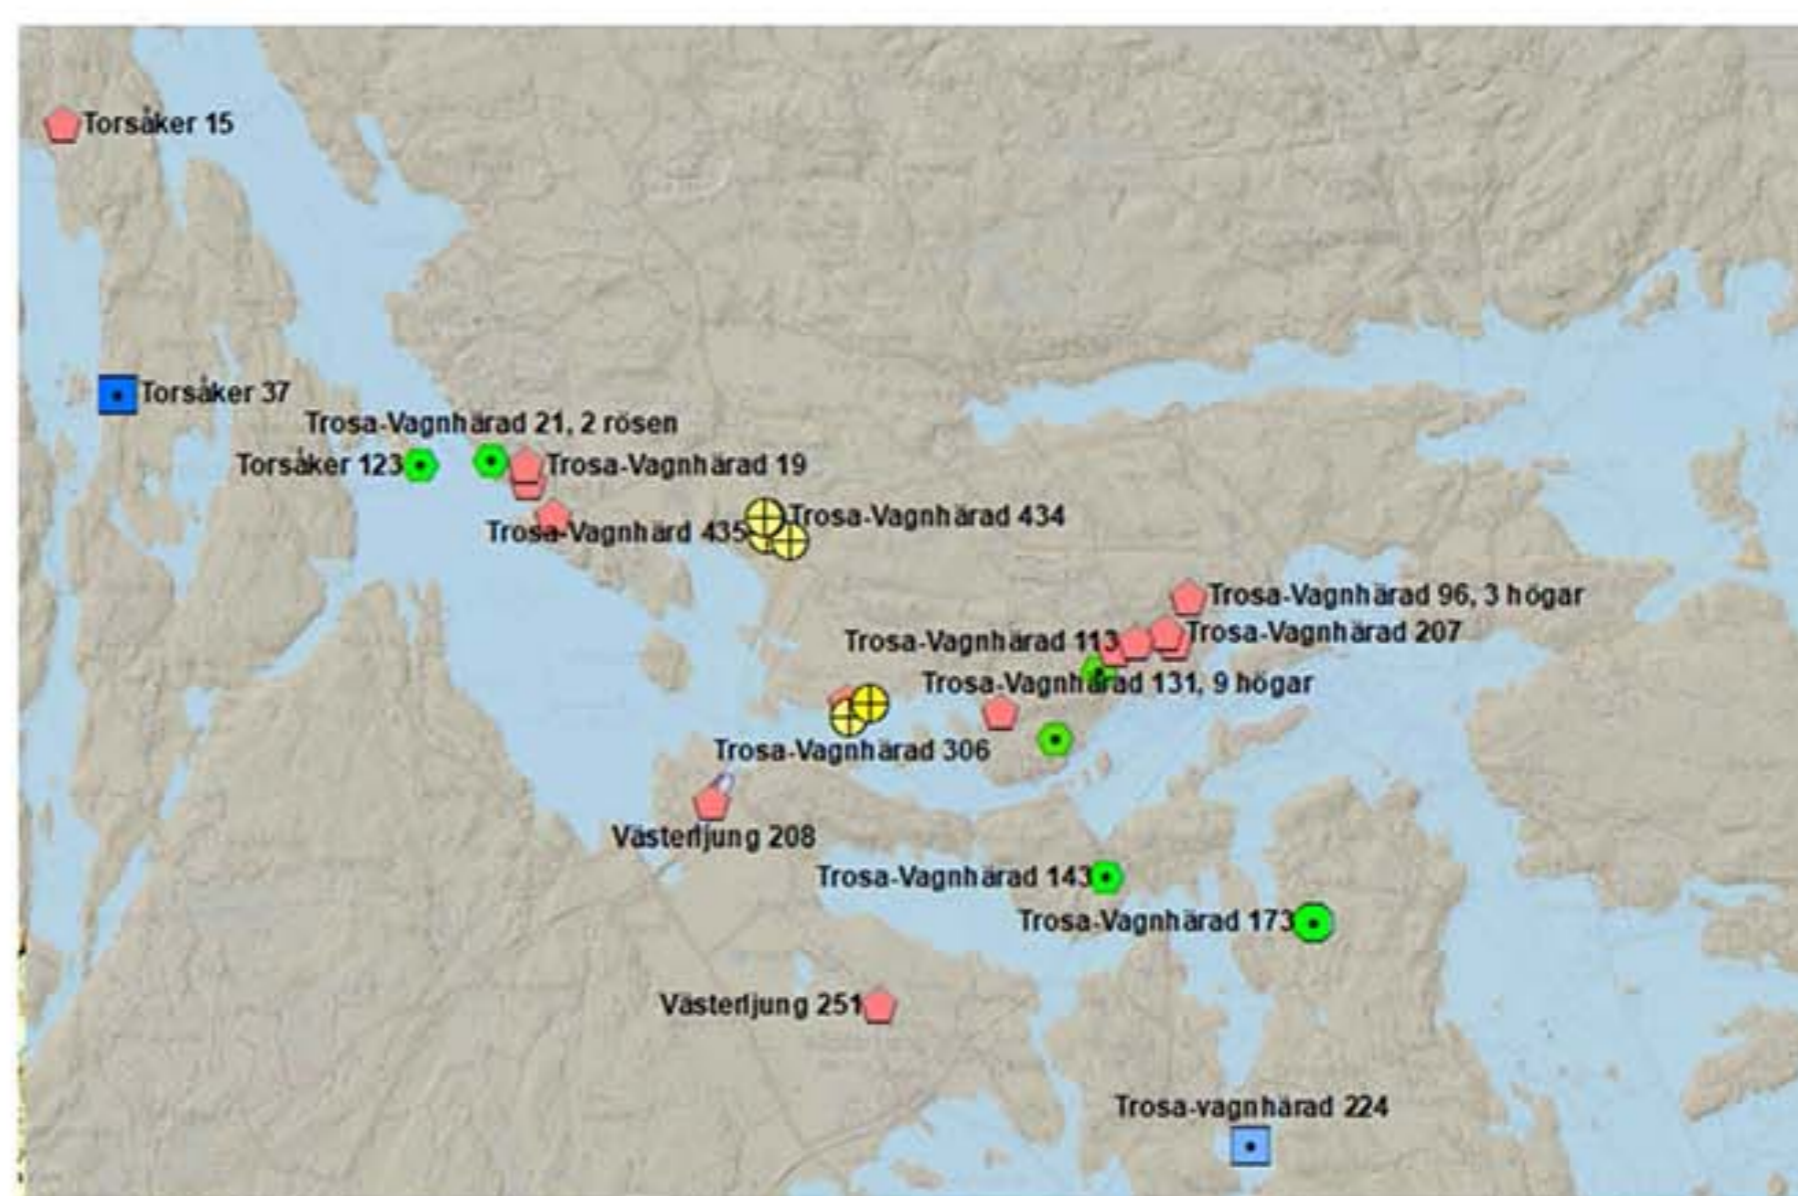 Torsåker 15
Torsåker 37
Trosa-Vagnhärad 21, 2 rösen
Torsåker 123
Trosa-Vagnhärad 19
Trosa-Vagnhärad 434
Trosa-Vagnhärd 435
Trosa-Vagnhärad 96, 3 högar
Trosa-Vagnhärad 207
Trosa-Vagnhärad 113
Trosa-Vagnhärad 131, 9 högar
Trosa-Vagnhärad 306
Västerljung 208
Trosa-Vagnhärad 143
Trosa-Vagnhärad 173
Västerljung 251
Trosa-vagnhärad 224